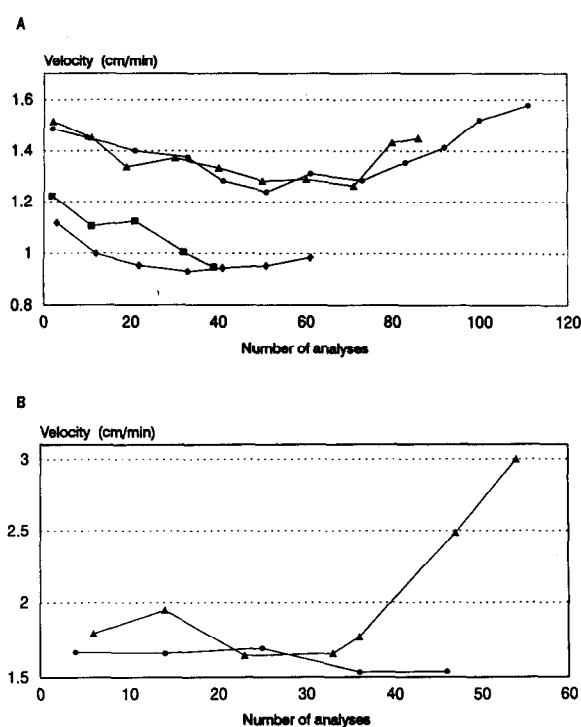 A
Velocity (cm/min)
1.6
1.4
1.2
1
0.8
0 20 40 60 80 100 120
Number of analyses
B
Velocity (cm/min)
3
2.5
2
1.5
0 10 20 30 40 50 60
Number of analyses